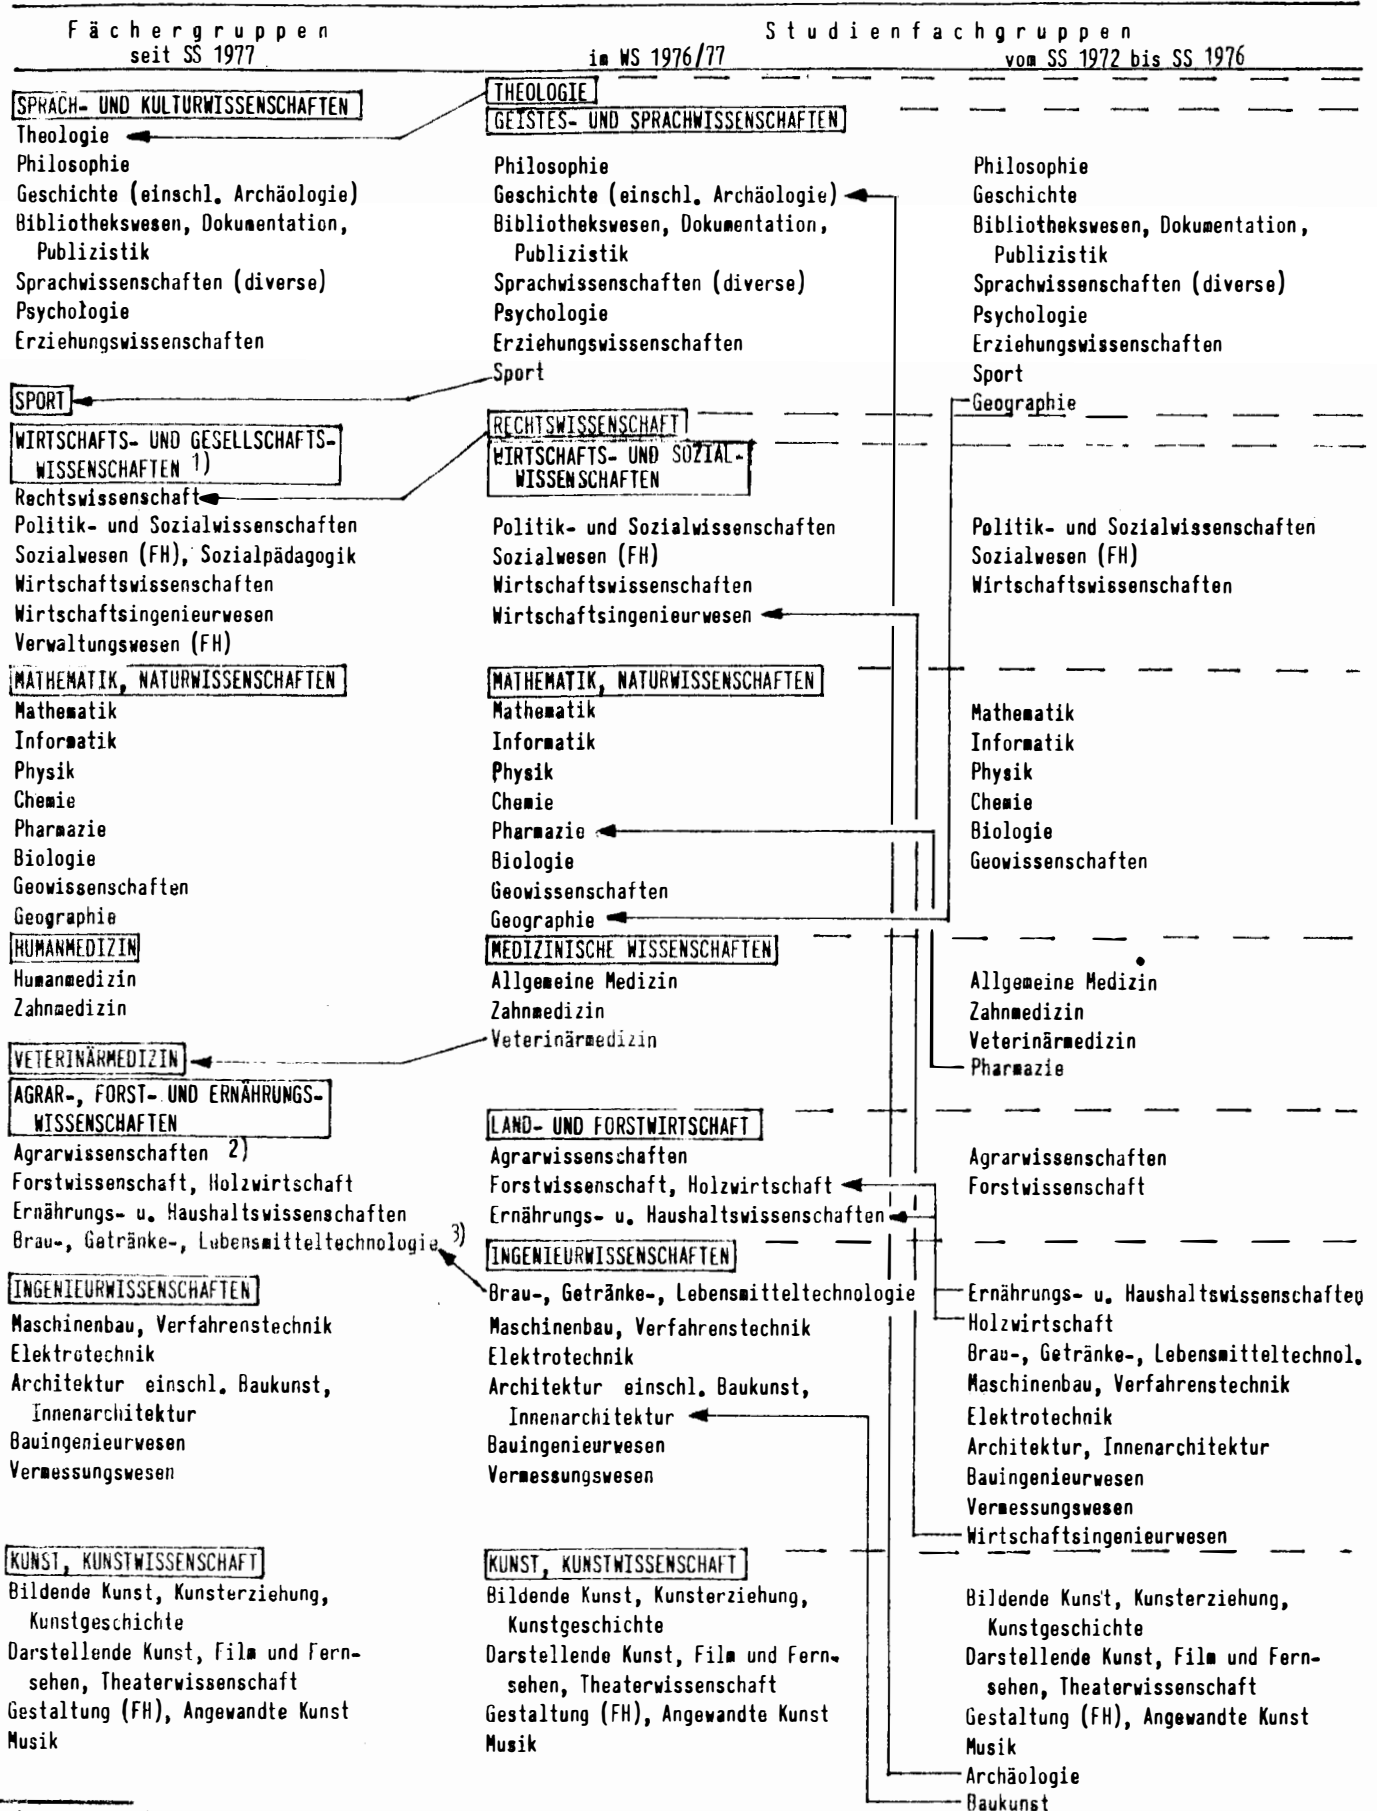 Fächergruppen
seit SS 1977
Studienfachgruppen
im WS 1976/77
vom SS 1972 bis SS 1976
SPRACH- UND KULTURWISSENSCHAFTEN
Theologie
Philosophie
Geschichte (einschl. Archäologie)
Bibliothekswesen, Dokumentation,
Publizistik
Sprachwissenschaften (diverse)
Psychologie
Erziehungswissenschaften
SPORT
WIRTSCHAFTS- UND GESELLSCHAFTS-
WISSENSCHAFTEN 1)
Rechtswissenschaft
Politik- und Sozialwissenschaften
Sozialwesen (FH), Sozialpädagogik
Wirtschaftswissenschaften
Wirtschaftsingenieurwesen
Verwaltungswesen (FH)
MATHEMATIK, NATURWISSENSCHAFTEN
Mathematik
Informatik
Physik
Chemie
Pharmazie
Biologie
Geowissenschaften
Geographie
HUMANMEDIZIN
Humanmedizin
Zahnmedizin
VETERINÄRMEDIZIN
AGRAR-, FORST- UND ERNÄHRUNGS-
WISSENSCHAFTEN
Agrarwissenschaften 2)
Forstwissenschaft, Holzwirtschaft
Ernährungs- u. Haushaltswissenschaften
Brau-, Getränke-, Lebensmitteltechnologie 3)
INGENIEURWISSENSCHAFTEN
Maschinenbau, Verfahrenstechnik
Elektrotechnik
Architektur einschl. Baukunst,
Innenarchitektur
Bauingenieurwesen
Vermessungswesen
KUNST, KUNSTWISSENSCHAFT
Bildende Kunst, Kunsterziehung,
Kunstgeschichte
Darstellende Kunst, Film und Fern-
sehen, Theaterwissenschaft
Gestaltung (FH), Angewandte Kunst
Musik
THEOLOGIE
GEISTES- UND SPRACHWISSENSCHAFTEN
Philosophie
Geschichte (einschl. Archäologie)
Bibliothekswesen, Dokumentation,
Publizistik
Sprachwissenschaften (diverse)
Psychologie
Erziehungswissenschaften
Sport
RECHTSWISSENSCHAFT
WIRTSCHAFTS- UND SOZIAL-
WISSENSCHAFTEN
Politik- und Sozialwissenschaften
Sozialwesen (FH)
Wirtschaftswissenschaften
Wirtschaftsingenieurwesen
MATHEMATIK, NATURWISSENSCHAFTEN
Mathematik
Informatik
Physik
Chemie
Pharmazie
Biologie
Geowissenschaften
Geographie
MEDIZINISCHE WISSENSCHAFTEN
Allgemeine Medizin
Zahnmedizin
Veterinärmedizin
LAND- UND FORSTWIRTSCHAFT
Agrarwissenschaften
Forstwissenschaft, Holzwirtschaft
Ernährungs- u. Haushaltswissenschaften
INGENIEURWISSENSCHAFTEN
Brau-, Getränke-, Lebensmitteltechnologie
Maschinenbau, Verfahrenstechnik
Elektrotechnik
Architektur einschl. Baukunst,
Innenarchitektur
Bauingenieurwesen
Vermessungswesen
KUNST, KUNSTWISSENSCHAFT
Bildende Kunst, Kunsterziehung,
Kunstgeschichte
Darstellende Kunst, Film und Fern-
sehen, Theaterwissenschaft
Gestaltung (FH), Angewandte Kunst
Musik
Philosophie
Geschichte
Bibliothekswesen, Dokumentation,
Publizistik
Sprachwissenschaften (diverse)
Psychologie
Erziehungswissenschaften
Sport
Geographie
Politik- und Sozialwissenschaften
Sozialwesen (FH)
Wirtschaftswissenschaften
Mathematik
Informatik
Physik
Chemie
Biologie
Geowissenschaften
Allgemeine Medizin
Zahnmedizin
Veterinärmedizin
Pharmazie
Agrarwissenschaften
Forstwissenschaft
Ernährungs- u. Haushaltswissenschaften
Holzwirtschaft
Brau-, Getränke-, Lebensmitteltechnol.
Maschinenbau, Verfahrenstechnik
Elektrotechnik
Architektur, Innenarchitektur
Bauingenieurwesen
Vermessungswesen
Wirtschaftsingenieurwesen
Bildende Kunst, Kunsterziehung,
Kunstgeschichte
Darstellende Kunst, Film und Fern-
sehen, Theaterwissenschaft
Gestaltung (FH), Angewandte Kunst
Musik
Archäologie
Baukunst